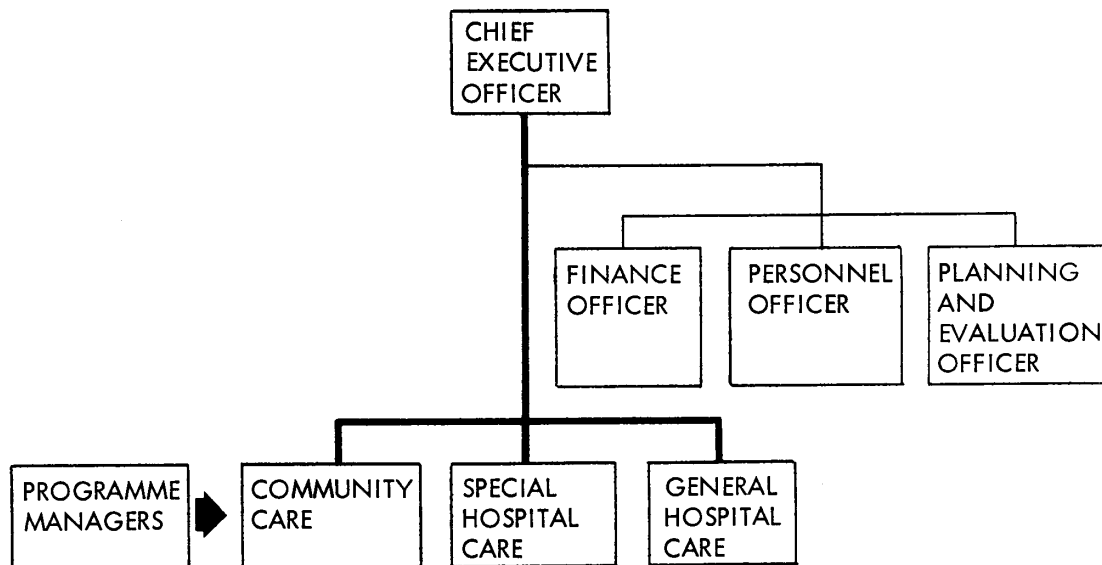 CHIEF
EXECUTIVE
OFFICER
FINANCE
OFFICER
PERSONNEL
OFFICER
PLANNING
AND
EVALUATION
OFFICER
PROGRAMME
MANAGERS
COMMUNITY
CARE
SPECIAL
HOSPITAL
CARE
GENERAL
HOSPITAL
CARE